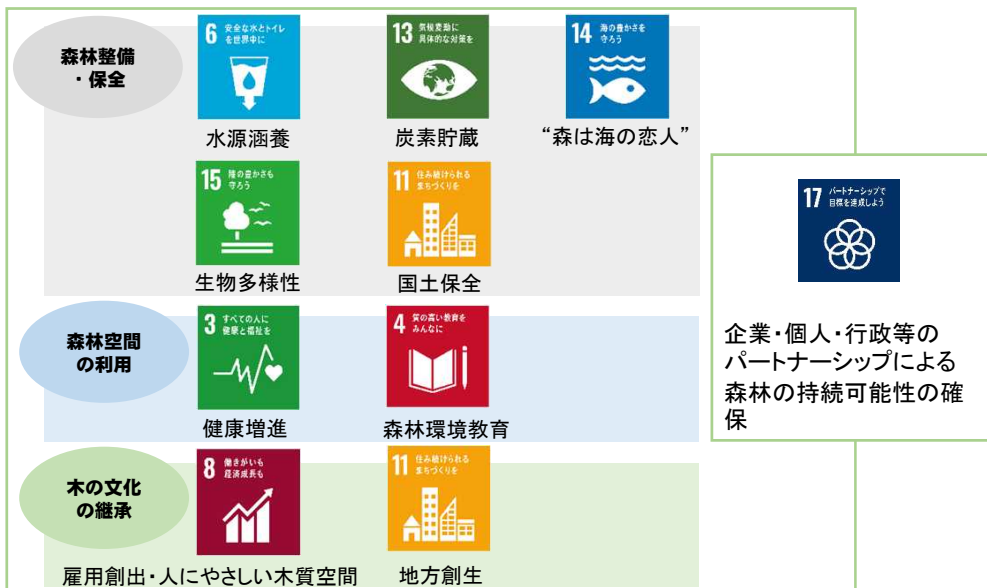 森林整備
・保全
6 安全な水とトイレ
を世界中に
水源涵養
13 気候変動に
具体的な対策を
炭素貯蔵
14 海の豊かさを
守ろう
“森は海の恋人”
15 陸の豊かさも
守ろう
生物多様性
11 住み続けられる
まちづくりを
国土保全
森林空間
の利用
3 すべての人に
健康と福祉を
健康増進
4 質の高い教育を
みんなに
森林環境教育
木の文化
の継承
8 働きがいも
経済成長も
雇用創出・人にやさしい木質空間
11 住み続けられる
まちづくりを
地方創生
17 パートナーシップで
目標を達成しよう
企業・個人・行政等の
パートナーシップによる
森林の持続可能性の確
保